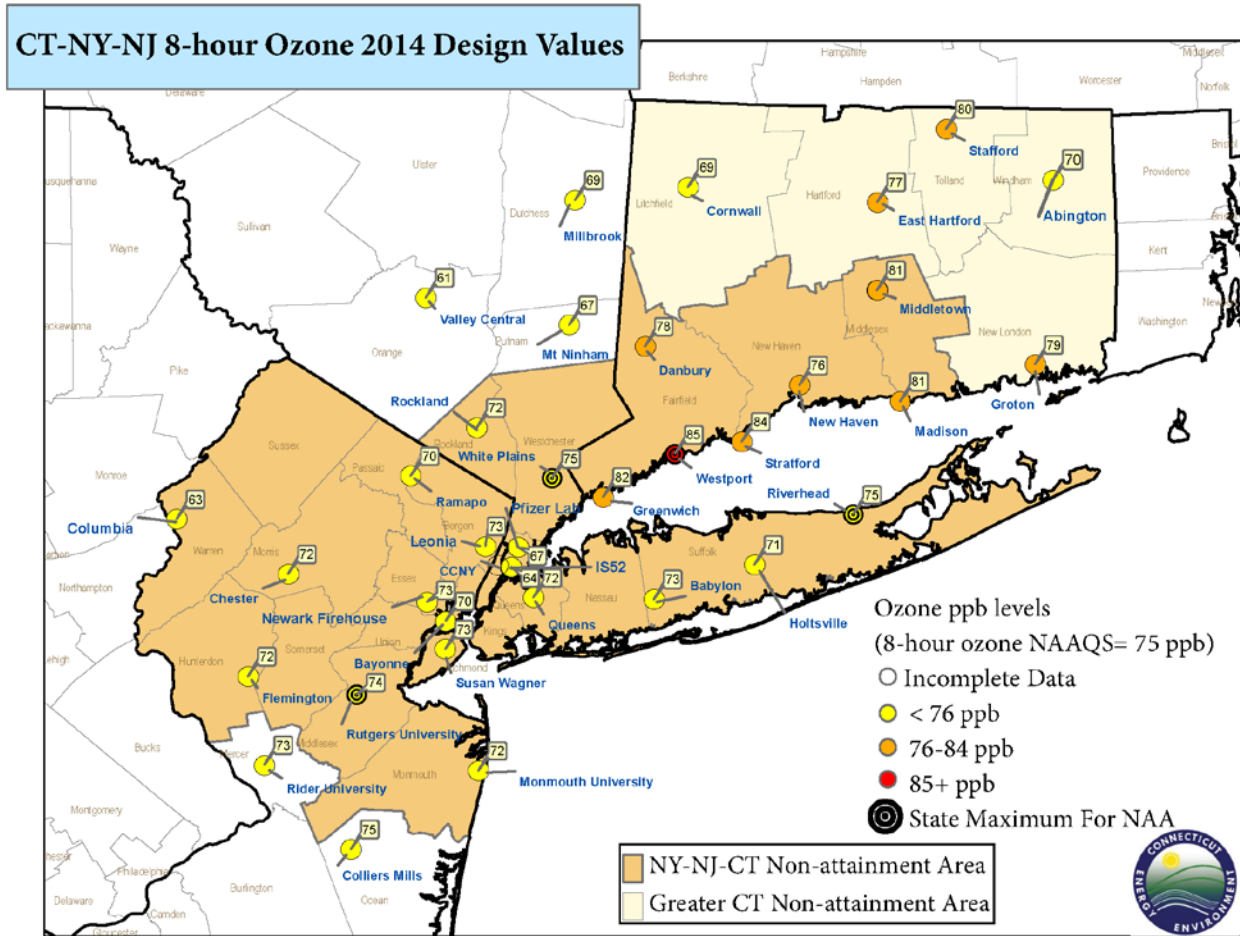 CT-NY-NJ 8-hour Ozone 2014 Design Values
Hampshire
Middlesex
Berkshire
Hampden
Worcester
Norfolk
Delaware
Ulster
Dutchess
69
Millbrook
Litchfield
69
Cornwall
Hartford
77
East Hartford
80
Stafford
Tolland
Windham
70
Abington
Providence
Bristol
Kent
Washington
Sullivan
Wayne
61
Valley Central
Orange
67
Putnam
Mt Ninham
78
Danbury
Fairfield
New Haven
76
New Haven
81
Middletown
Middlesex
81
Madison
New London
79
Groton
Pike
Monroe
Rockland
72
Rockland
Westchester
White Plains
75
85
Westport
84
Stratford
82
Greenwich
Riverhead
75
Sussex
Passaic
70
Ramapo
Pfizer Lab
Bergen
Leonia
73
67
CCNY
IS52
64
72
Queens
Queens
Nassau
Suffolk
73
Babylon
71
Holtsville
63
Columbia
Warren
Morris
72
Chester
Essex
Newark Firehouse
73
70
Union
Bayonne
73
Kings
Susan Wagner
Northampton
Hunterdon
Somerset
72
Flemington
74
Rutgers University
Middlesex
Bucks
Mercer
73
Rider University
Monmouth
72
Monmouth University
Montgomery
75
Colliers Mills
Philadelphia
Burlington
Ocean
Delaware
Camden
Gloucester
Ozone ppb levels
(8-hour ozone NAAQS= 75 ppb)
Incomplete Data
< 76 ppb
76-84 ppb
85+ ppb
State Maximum For NAA
NY-NJ-CT Non-attainment Area
Greater CT Non-attainment Area
CONNECTICUT
ENERGY
ENVIRONMENT